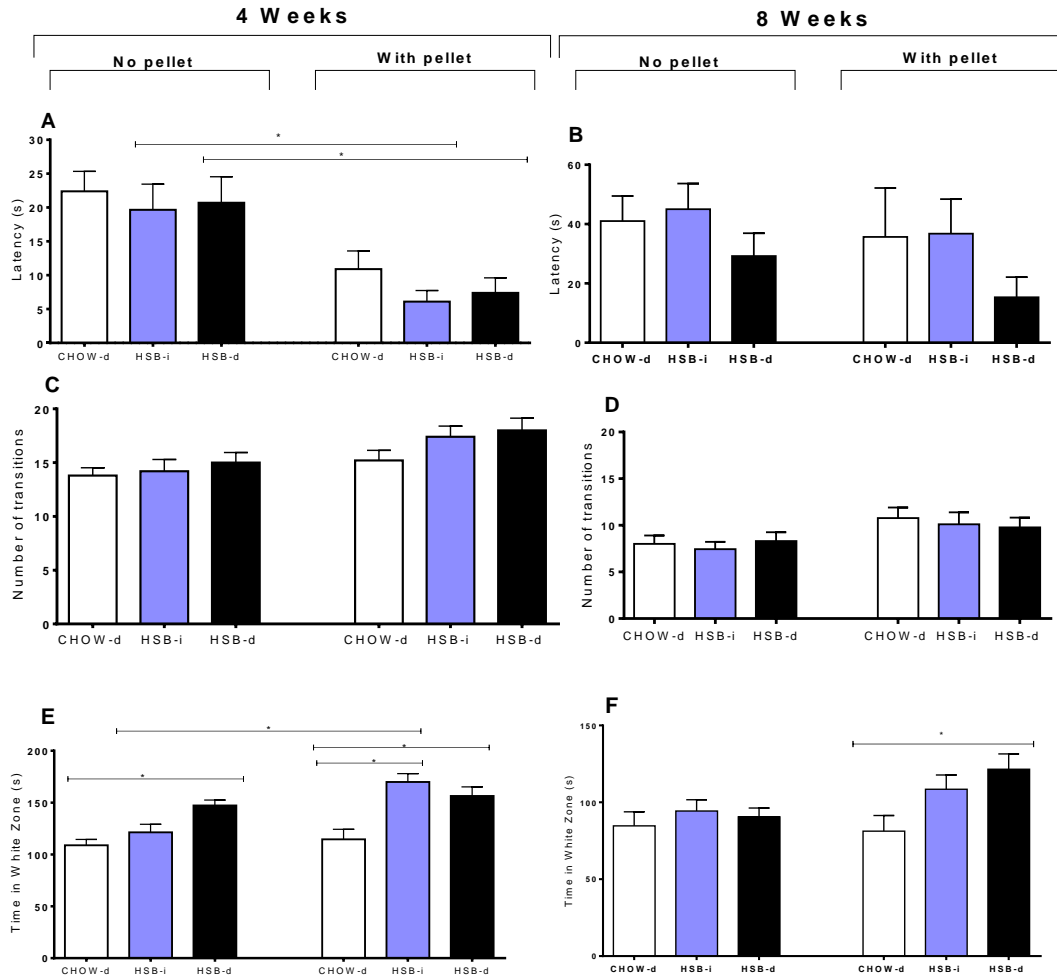 4 Weeks
8 Weeks
No pellet
With pellet
No pellet
With pellet
A
*
*
Latency (s)
30
25
20
15
10
5
0
CHOW-d HSB-i HSB-d CHOW-d HSB-i HSB-d
B
Latency (s)
60
40
20
0
CHOW-d HSB-i HSB-d CHOW-d HSB-i HSB-d
C
Number of transitions
20
15
10
5
0
CHOW-d HSB-i HSB-d CHOW-d HSB-i HSB-d
D
Number of transitions
20
15
10
5
0
CHOW-d HSB-i HSB-d CHOW-d HSB-i HSB-d
E
*
*
*
*
Time in White Zone (s)
200
150
100
50
0
CHOW-d HSB-i HSB-d CHOW-d HSB-i HSB-d
F
*
Time in White Zone (s)
150
100
50
0
CHOW-d HSB-i HSB-d CHOW-d HSB-i HSB-d